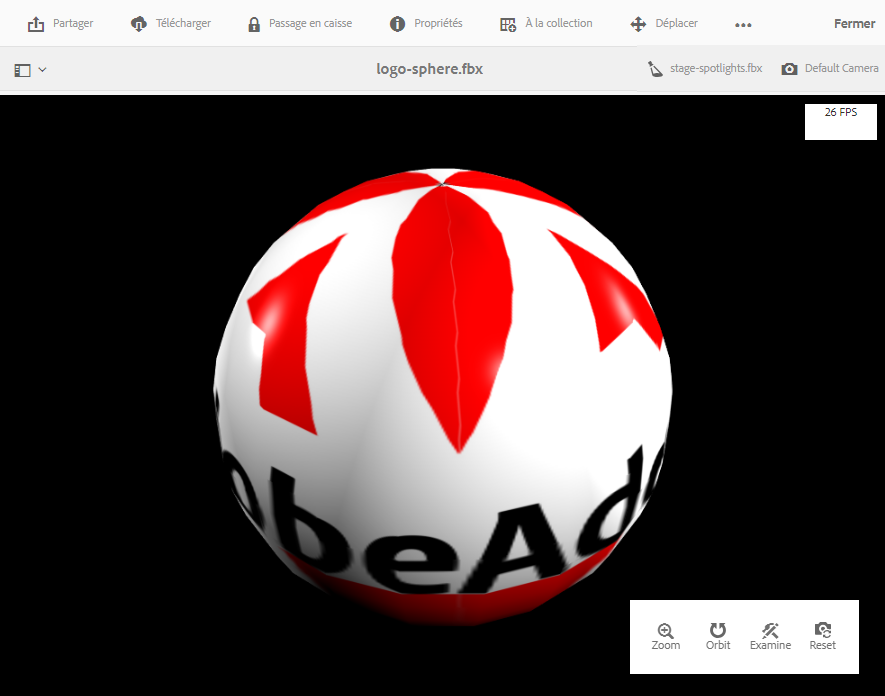 Partager Télécharger Passage en caisse Propriétés À la collection Déplacer Fermer
logo-sphere.fbx stage-spotlights.fbx Default Camera
26 FPS
obeAdo
Zoom Orbit Examine Reset